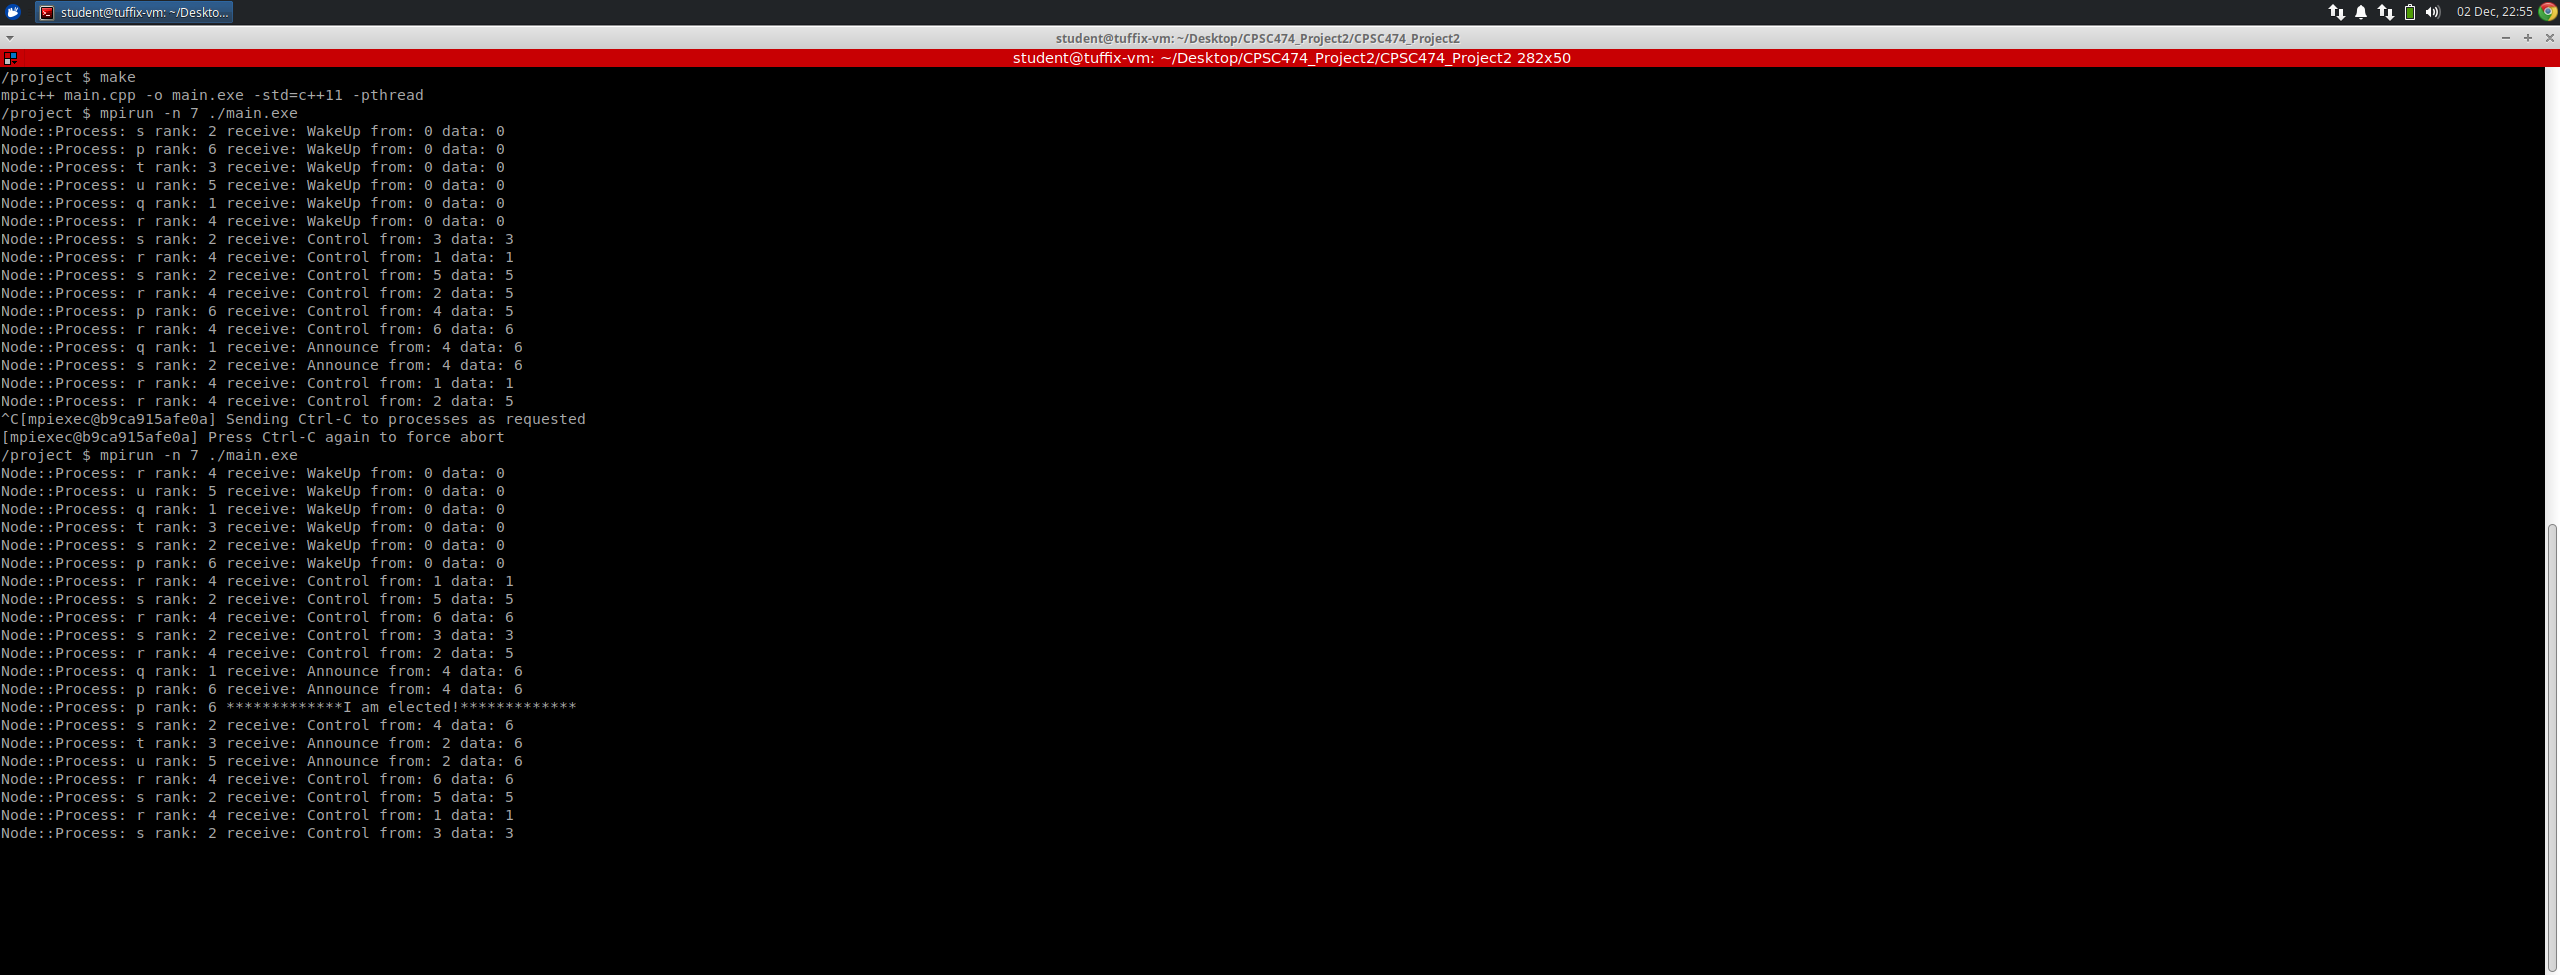 student@tuffix-vm: ~/Deskto...
02 Dec, 22:55
student@tuffix-vm: ~/Desktop/CPSC474_Project2/CPSC474_Project2
student@tuffix-vm: ~/Desktop/CPSC474_Project2/CPSC474_Project2 282x50
/project $ make
mpic++ main.cpp -o main.exe -std=c++11 -pthread
/project $ mpirun -n 7 ./main.exe
Node::Process: s rank: 2 receive: WakeUp from: 0 data: 0
Node::Process: p rank: 6 receive: WakeUp from: 0 data: 0
Node::Process: t rank: 3 receive: WakeUp from: 0 data: 0
Node::Process: u rank: 5 receive: WakeUp from: 0 data: 0
Node::Process: q rank: 1 receive: WakeUp from: 0 data: 0
Node::Process: r rank: 4 receive: WakeUp from: 0 data: 0
Node::Process: s rank: 2 receive: Control from: 3 data: 3
Node::Process: r rank: 4 receive: Control from: 1 data: 1
Node::Process: s rank: 2 receive: Control from: 5 data: 5
Node::Process: r rank: 4 receive: Control from: 2 data: 5
Node::Process: p rank: 6 receive: Control from: 4 data: 5
Node::Process: r rank: 4 receive: Control from: 6 data: 6
Node::Process: q rank: 1 receive: Announce from: 4 data: 6
Node::Process: s rank: 2 receive: Announce from: 4 data: 6
Node::Process: r rank: 4 receive: Control from: 1 data: 1
Node::Process: r rank: 4 receive: Control from: 2 data: 5
^C[mpiexec@b9ca915afe0a] Sending Ctrl-C to processes as requested
[mpiexec@b9ca915afe0a] Press Ctrl-C again to force abort
/project $ mpirun -n 7 ./main.exe
Node::Process: r rank: 4 receive: WakeUp from: 0 data: 0
Node::Process: u rank: 5 receive: WakeUp from: 0 data: 0
Node::Process: q rank: 1 receive: WakeUp from: 0 data: 0
Node::Process: t rank: 3 receive: WakeUp from: 0 data: 0
Node::Process: s rank: 2 receive: WakeUp from: 0 data: 0
Node::Process: p rank: 6 receive: WakeUp from: 0 data: 0
Node::Process: r rank: 4 receive: Control from: 1 data: 1
Node::Process: s rank: 2 receive: Control from: 5 data: 5
Node::Process: r rank: 4 receive: Control from: 6 data: 6
Node::Process: s rank: 2 receive: Control from: 3 data: 3
Node::Process: r rank: 4 receive: Control from: 2 data: 5
Node::Process: q rank: 1 receive: Announce from: 4 data: 6
Node::Process: p rank: 6 receive: Announce from: 4 data: 6
Node::Process: p rank: 6 *************I am elected!*************
Node::Process: s rank: 2 receive: Control from: 4 data: 6
Node::Process: t rank: 3 receive: Announce from: 2 data: 6
Node::Process: u rank: 5 receive: Announce from: 2 data: 6
Node::Process: r rank: 4 receive: Control from: 6 data: 6
Node::Process: s rank: 2 receive: Control from: 5 data: 5
Node::Process: r rank: 4 receive: Control from: 1 data: 1
Node::Process: s rank: 2 receive: Control from: 3 data: 3